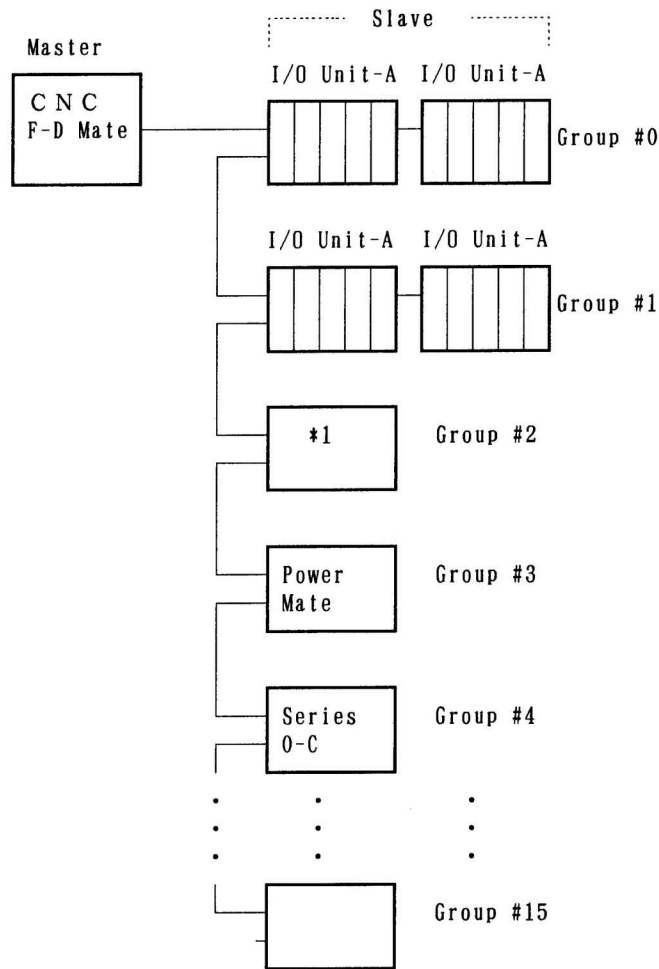 Slave
Master
I/O Unit-A I/O Unit-A
CNC
F-D Mate
Group #0
I/O Unit-A I/O Unit-A
Group #1
*1
Group #2
Power
Mate
Group #3
Series
0-C
Group #4
Group #15